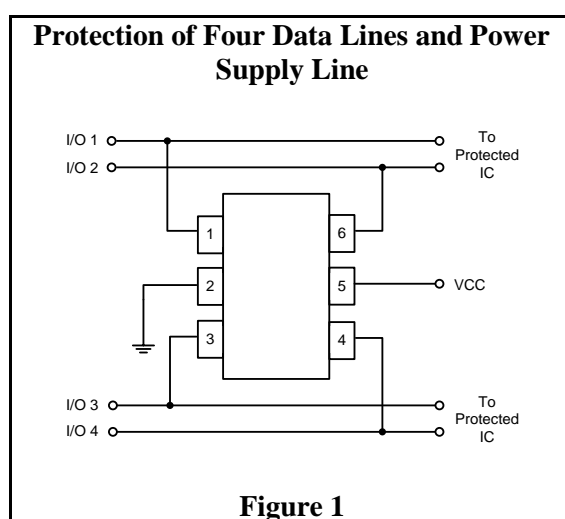 Protection of Four Data Lines and Power
Supply Line
I/O 1
To
Protected
IC
I/O 2
1
6
2
5
VCC
3
4
I/O 3
To
Protected
IC
I/O 4
Figure 1